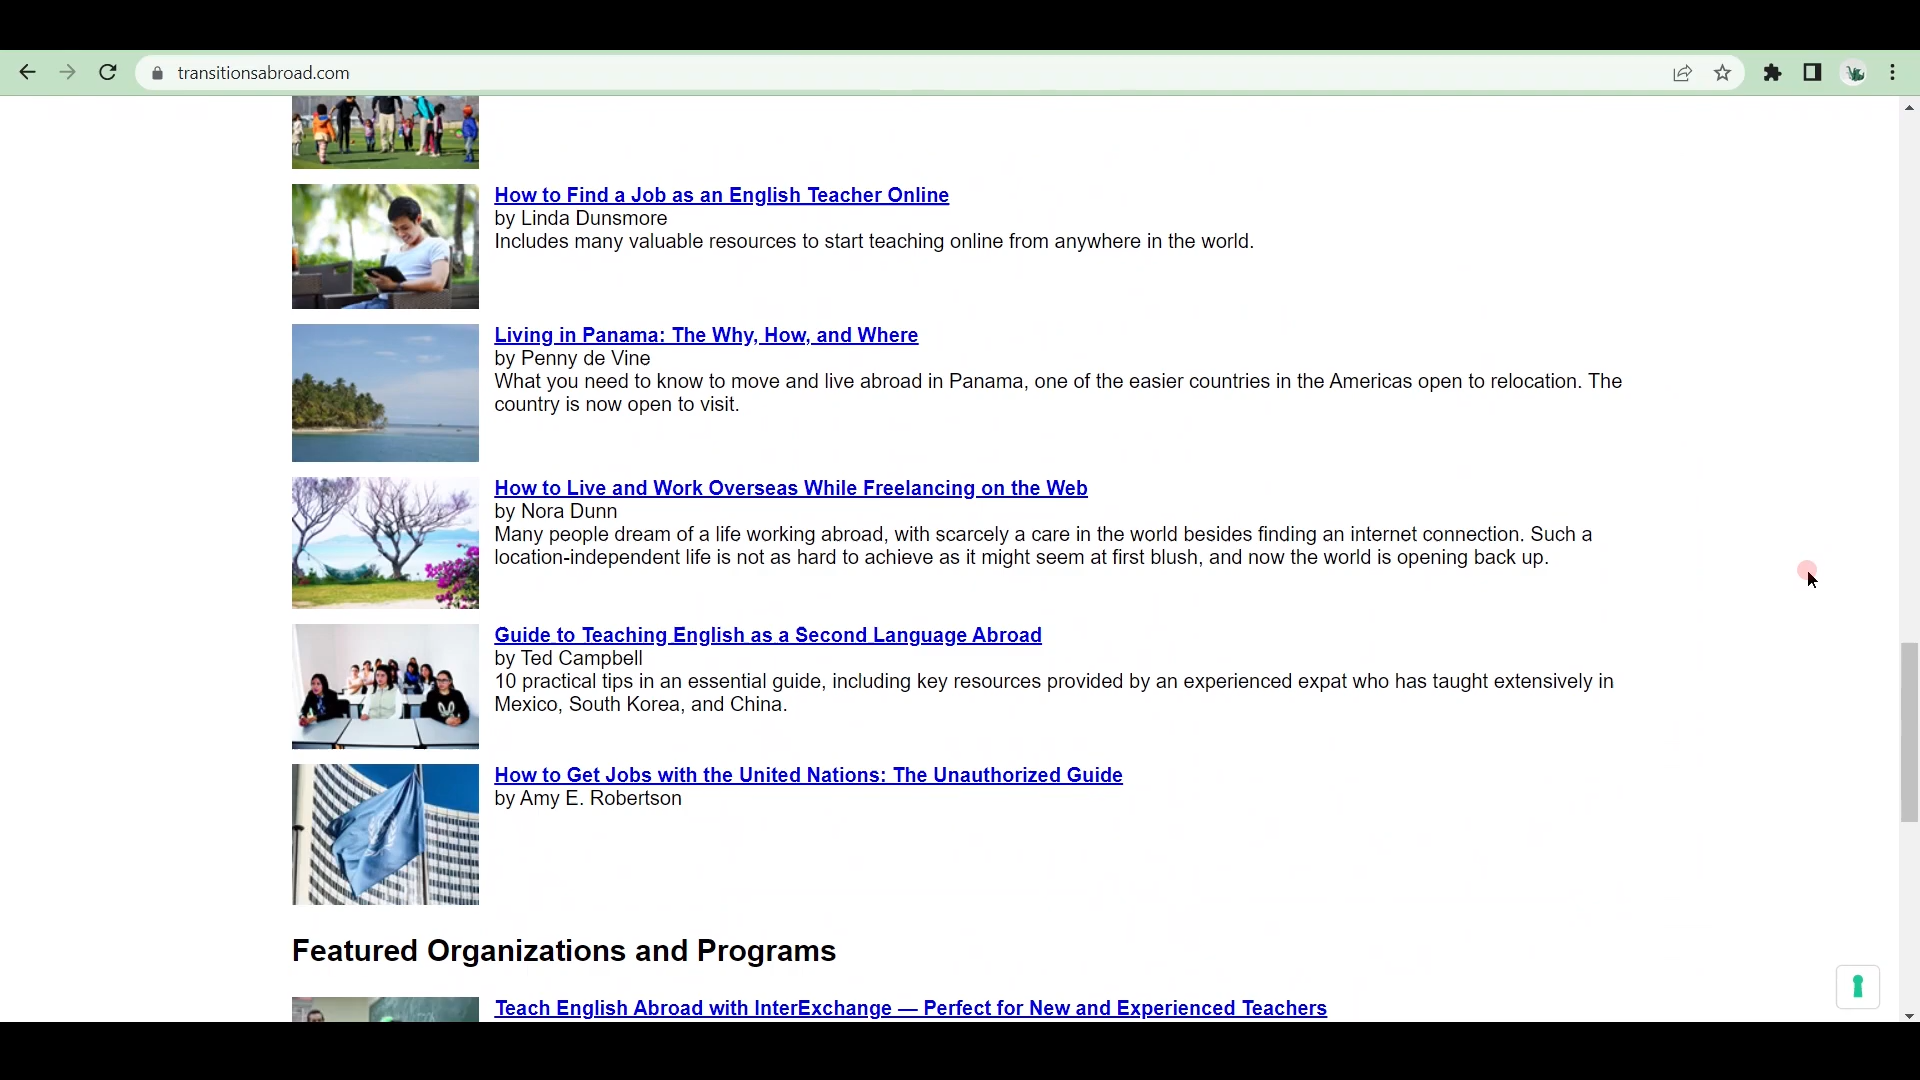 transitionsabroad.com
How to Find a Job as an English Teacher Online
by Linda Dunsmore
Includes many valuable resources to start teaching online from anywhere in the world.
Living in Panama: The Why, How, and Where
by Penny de Vine
What you need to know to move and live abroad in Panama, one of the easier countries in the Americas open to relocation. The
country is now open to visit.
How to Live and Work Overseas While Freelancing on the Web
by Nora Dunn
Many people dream of a life working abroad, with scarcely a care in the world besides finding an internet connection. Such a
location-independent life is not as hard to achieve as it might seem at first blush, and now the world is opening back up.
Guide to Teaching English as a Second Language Abroad
by Ted Campbell
10 practical tips in an essential guide, including key resources provided by an experienced expat who has taught extensively in
Mexico, South Korea, and China.
How to Get Jobs with the United Nations: The Unauthorized Guide
by Amy E. Robertson
Featured Organizations and Programs
Teach English Abroad with InterExchange — Perfect for New and Experienced Teachers